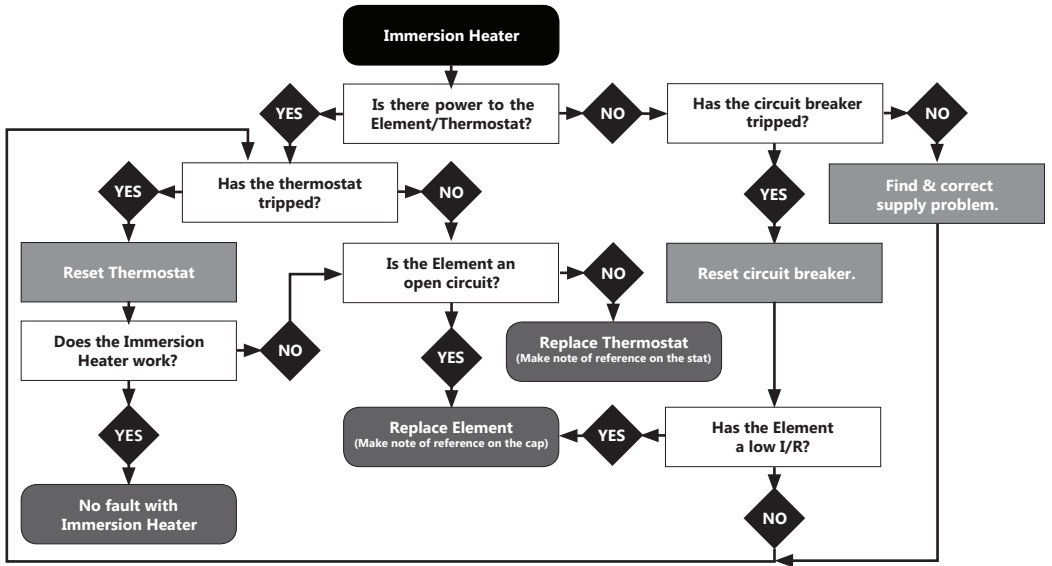 Immersion Heater
Is there power to the
Element/Thermostat?
YES
NO
Has the circuit breaker
tripped?
NO
Has the thermostat
tripped?
YES
NO
YES
Find & correct
supply problem.
Reset Thermostat
Is the Element an
open circuit?
NO
Reset circuit breaker.
Does the Immersion
Heater work?
NO
YES
Replace Thermostat
(Make note of reference on the stat)
YES
Replace Element
(Make note of reference on the cap)
YES
Has the Element
a low I/R?
No fault with
Immersion Heater
NO